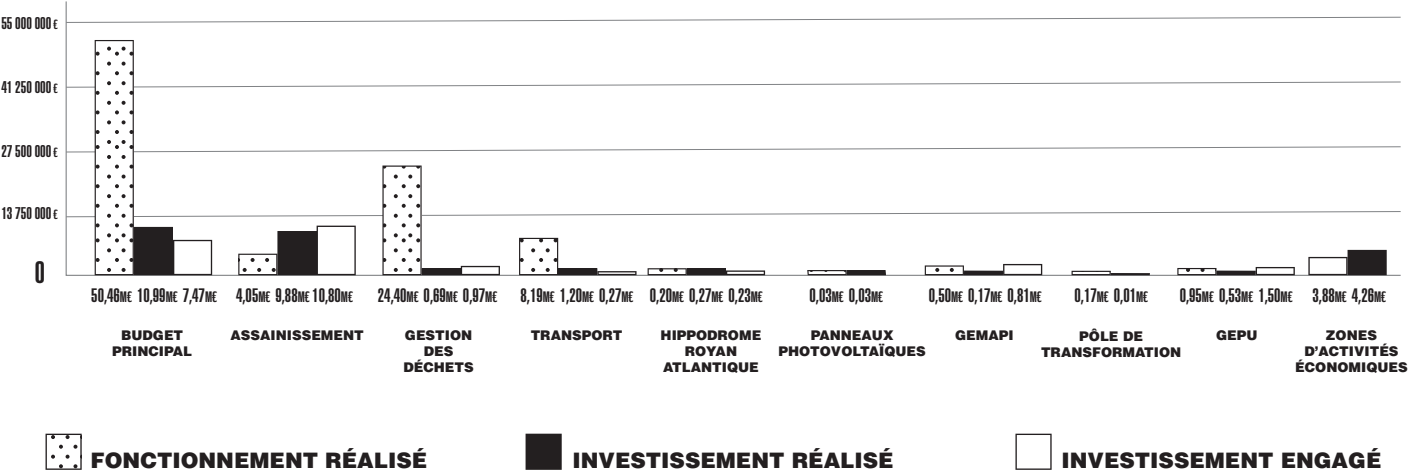 55 000 000 €
41 250 000 €
27 500 000 €
13 750 000 €
0
50,46M€ 10,99M€ 7,47M€
4,05M€ 9,88M€ 10,80M€
24,40M€ 0,69M€ 0,97M€
8,19M€ 1,20M€ 0,27M€
0,20M€ 0,27M€ 0,23M€
0,03M€ 0,03M€
0,50M€ 0,17M€ 0,81M€
0,17M€ 0,01M€
0,95M€ 0,53M€ 1,50M€
3,88M€ 4,26M€
BUDGET
PRINCIPAL
ASSAINISSEMENT
GESTION
DES
DÉCHETS
TRANSPORT
HIPPODROME
ROYAN
ATLANTIQUE
PANNEAUX
PHOTOVOLTAÏQUES
GEMAPI
PÔLE DE
TRANSFORMATION
GEPU
ZONES
D'ACTIVITÉS
ÉCONOMIQUES
FONCTIONNEMENT RÉALISÉ
INVESTISSEMENT RÉALISÉ
INVESTISSEMENT ENGAGÉ